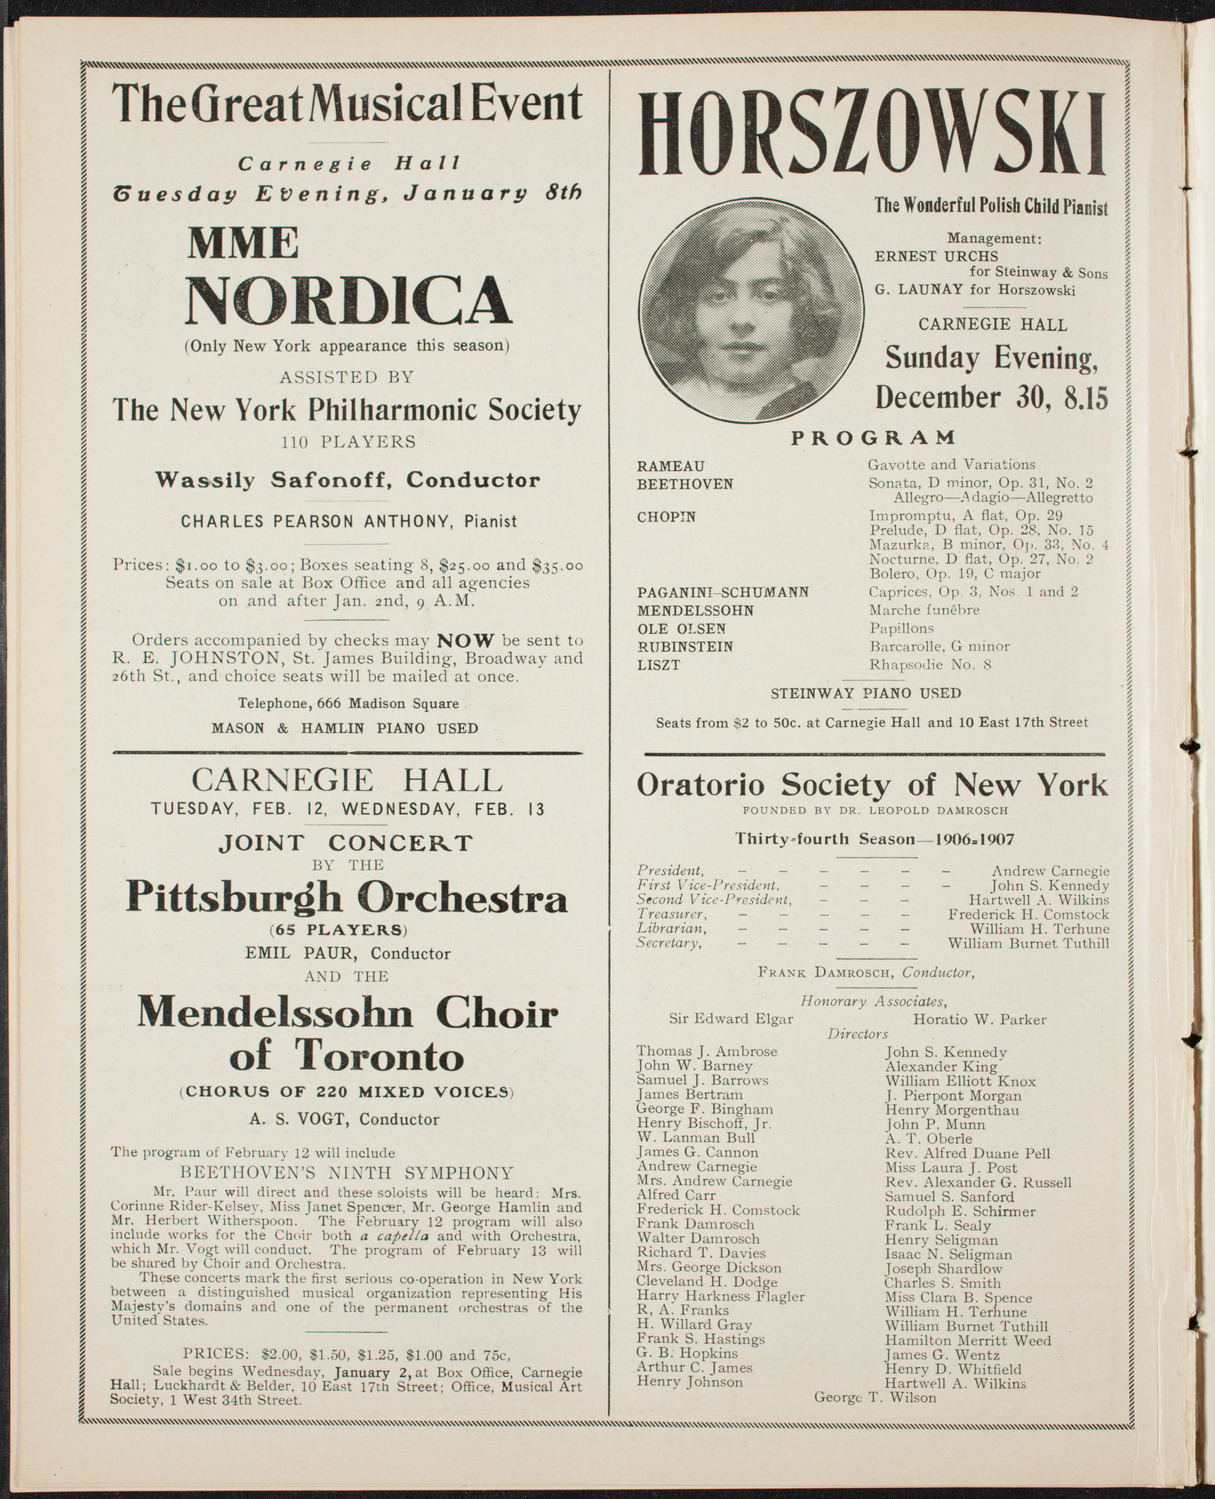 The Great Musical Event
Carnegie Hall
Tuesday Evening, January 8th
MME
NORDICA
(Only New York appearance this season)
ASSISTED BY
The New York Philharmonic Society
110 PLAYERS
Wassily Safonoff, Conductor
CHARLES PEARSON ANTHONY, Pianist
Prices: $1.00 to $3.00; Boxes seating 8, $25.00 and $35.00
Seats on sale at Box Office and all agencies
on and after Jan. 2nd, 9 A.M.
Orders accompanied by checks may NOW be sent to
R. E. JOHNSTON, St. James Building, Broadway and
26th St., and choice seats will be mailed at once.
Telephone, 666 Madison Square
MASON & HAMLIN PIANO USED
CARNEGIE HALL
TUESDAY, FEB. 12, WEDNESDAY, FEB. 13
JOINT CONCERT
BY THE
Pittsburgh Orchestra
(65 PLAYERS)
EMIL PAUR, Conductor
AND THE
Mendelssohn Choir
of Toronto
(CHORUS OF 220 MIXED VOICES)
A. S. VOGT, Conductor
The program of February 12 will include
BEETHOVEN'S NINTH SYMPHONY
Mr. Paur will direct and these soloists will be heard: Mrs.
Corinne Rider-Kelsey, Miss Janet Spencer, Mr. George Hamlin and
Mr. Herbert Witherspoon. The February 12 program will also
include works for the Choir both a capella and with Orchestra,
which Mr. Vogt will conduct. The program of February 13 will
be shared by Choir and Orchestra.
These concerts mark the first serious co-operation in New York
between a distinguished musical organization representing His
Majesty's domains and one of the permanent orchestras of the
United States.
PRICES: $2.00, $1.50, $1.25, $1.00 and 75c,
Sale begins Wednesday, January 2, at Box Office, Carnegie
Hall; Luckhardt & Belder, 10 East 17th Street; Office, Musical Art
Society, 1 West 34th Street.
HORSZOWSKI
The Wonderful Polish Child Pianist
Management:
ERNEST URCHS
for Steinway & Sons
G. LAUNAY for Horszowski
CARNEGIE HALL
Sunday Evening,
December 30, 8.15
PROGRAM
RAMEAU Gavotte and Variations
BEETHOVEN Sonata, D minor, Op. 31, No. 2
Allegro—Adagio—Allegretto
CHOPIN Impromptu, A flat, Op. 29
Prelude, D flat, Op. 28, No. 15
Mazurka, B minor, Op. 33, No. 4
Nocturne, D flat, Op. 27, No. 2
Bolero, Op. 19, C major
PAGANINI-SCHUMANN Caprices, Op. 3, Nos. 1 and 2
MENDELSSOHN Marche funêbre
OLE OLSEN Papillons
RUBINSTEIN Barcarolle, G minor
LISZT Rhapsodie No. 8
STEINWAY PIANO USED
Seats from $2 to 50c. at Carnegie Hall and 10 East 17th Street
Oratorio Society of New York
FOUNDED BY DR. LEOPOLD DAMROSCH
Thirty-fourth Season—1906-1907
President, – – – – – – Andrew Carnegie
First Vice-President, – – – – John S. Kennedy
Second Vice-President, – – – Hartwell A. Wilkins
Treasurer, – – – – – Frederick H. Comstock
Librarian, – – – – – William H. Terhune
Secretary, – – – – – William Burnet Tuthill
FRANK DAMROSCH, Conductor,
Honorary Associates,
Sir Edward Elgar Horatio W. Parker
Directors
Thomas J. Ambrose
John W. Barney
Samuel J. Barrows
James Bertram
George F. Bingham
Henry Bischoff, Jr.
W. Lanman Bull
James G. Cannon
Andrew Carnegie
Mrs. Andrew Carnegie
Alfred Carr
Frederick H. Comstock
Frank Damrosch
Walter Damrosch
Richard T. Davies
Mrs. George Dickson
Cleveland H. Dodge
Harry Harkness Flagler
R, A. Franks
H. Willard Gray
Frank S. Hastings
G. B. Hopkins
Arthur C. James
Henry Johnson
John S. Kennedy
Alexander King
William Elliott Knox
J. Pierpont Morgan
Henry Morgenthau
John P. Munn
A. T. Oberle
Rev. Alfred Duane Pell
Miss Laura J. Post
Rev. Alexander G. Russell
Samuel S. Sanford
Rudolph E. Schirmer
Frank L. Sealy
Henry Seligman
Isaac N. Seligman
Joseph Shardlow
Charles S. Smith
Miss Clara B. Spence
William H. Terhune
William Burnet Tuthill
Hamilton Merritt Weed
James G. Wentz
Henry D. Whitfield
Hartwell A. Wilkins
George T. Wilson